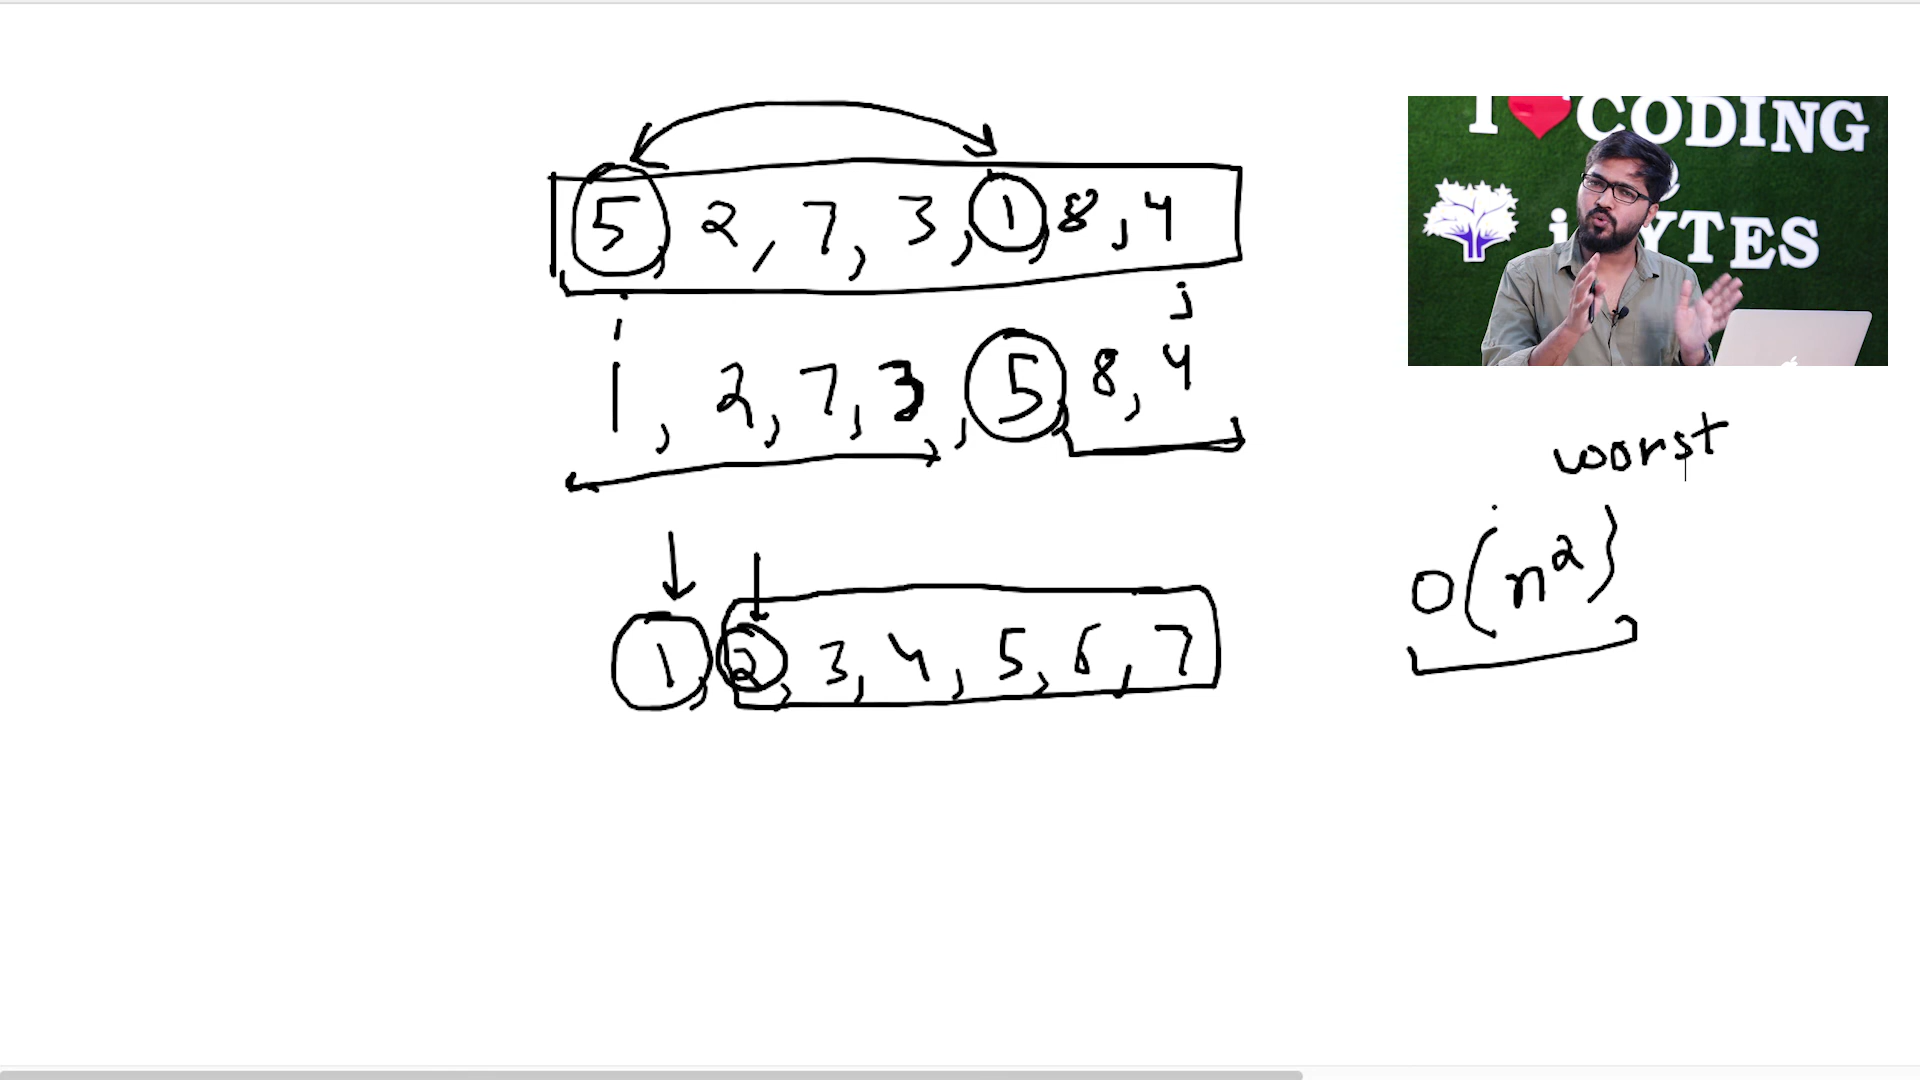 5, 2, 7, 3, 1, 8, 4
i j
1, 2, 7, 3, 5, 8, 4
1, 2, 3, 4, 5, 6, 7
I ❤ CODING
&
iBYTES
worst
O(n²)